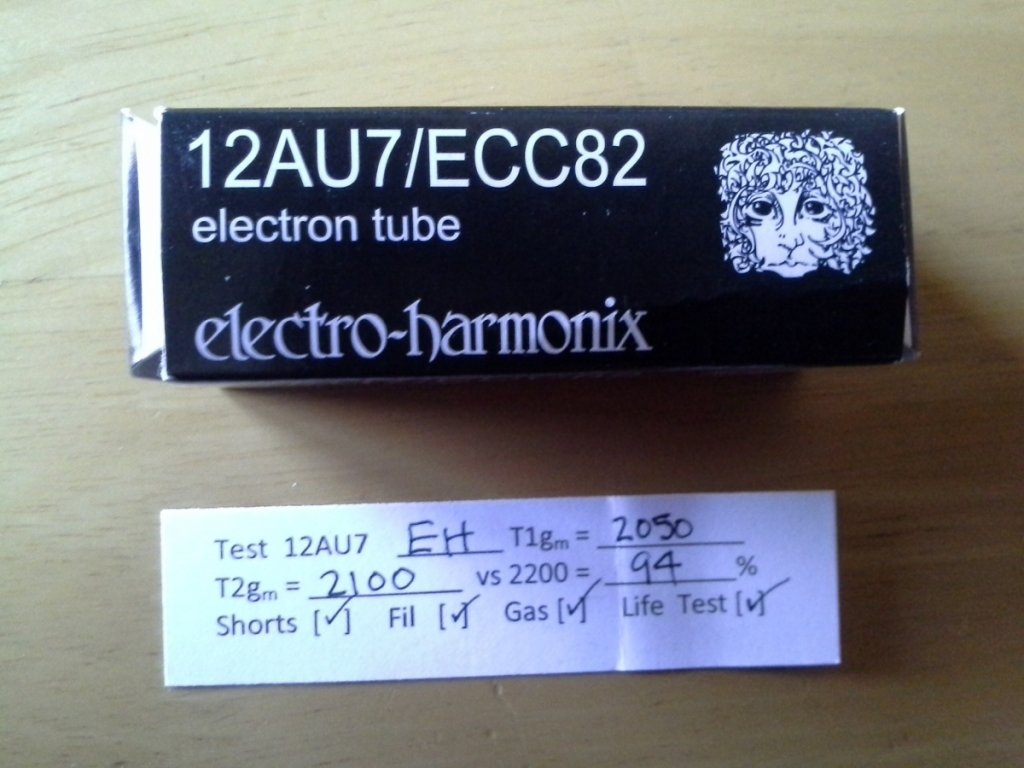 12AU7/ECC82
electron tube
electro-harmonix
Test 12AU7 EH T1gm = 2050
T2gm = 2100 vs 2200 = 94 %
Shorts [✓] Fil [✓] Gas [✓] Life Test [✓]